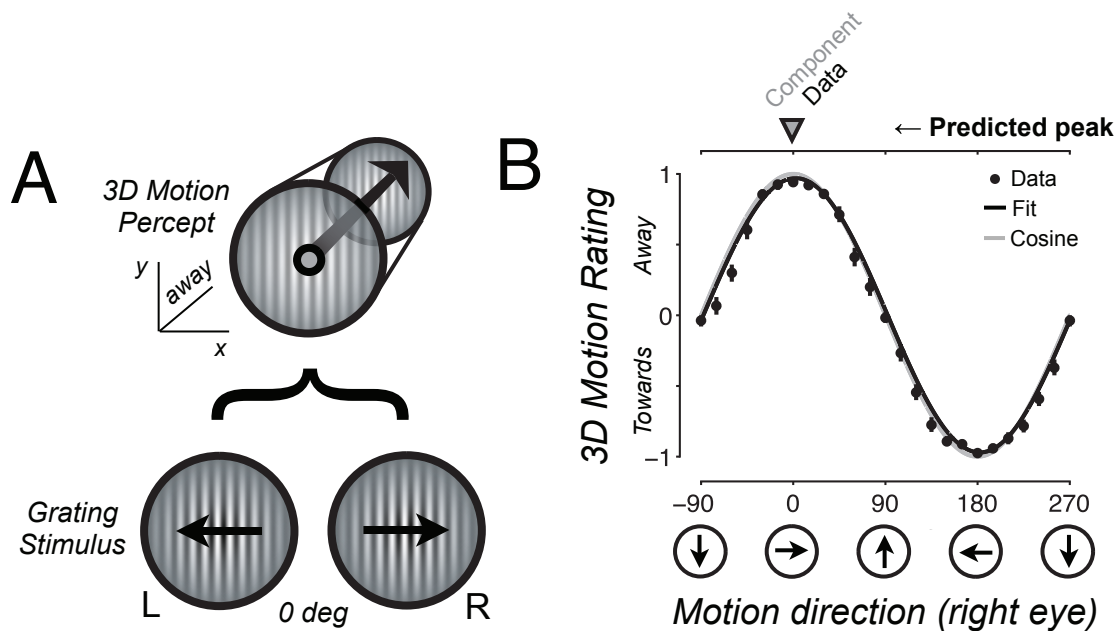 A
3D Motion
Percept
y
away
x
Grating
Stimulus
L
0 deg
R
B
Component
Data
← Predicted peak
3D Motion Rating
Away
Towards
1
0
−1
Data
Fit
Cosine
−90 0 90 180 270
Motion direction (right eye)